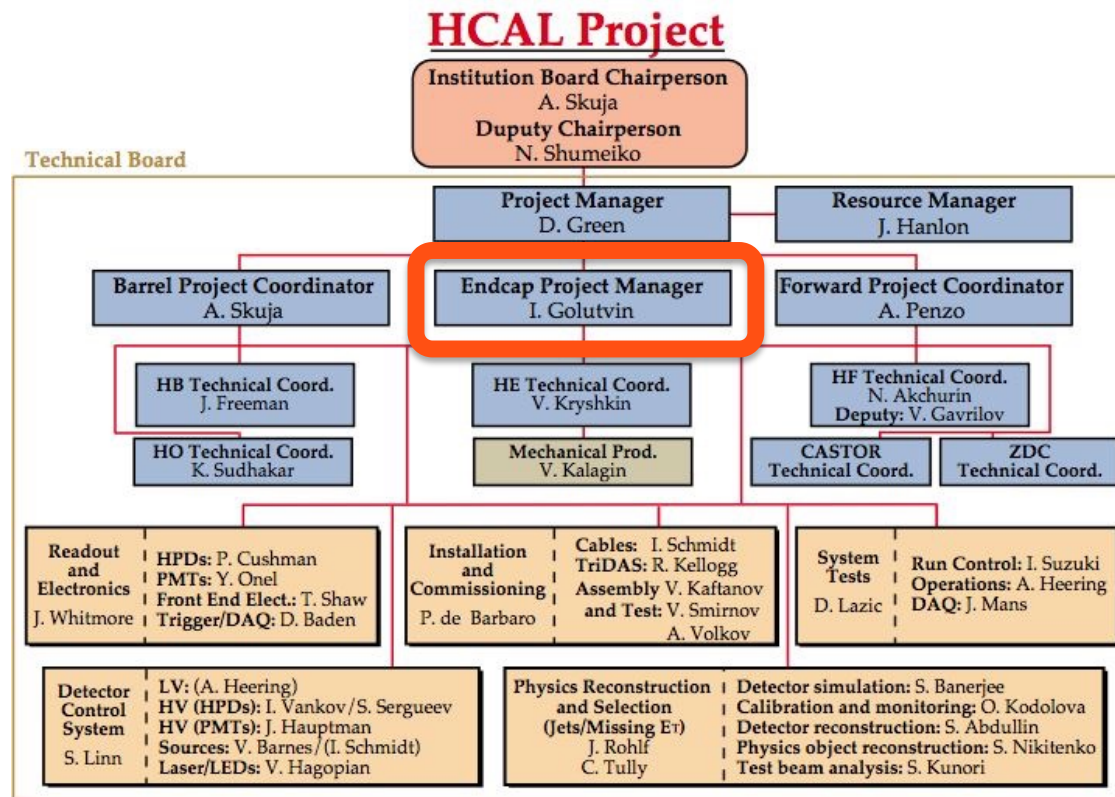 HCAL Project
Institution Board Chairperson
A. Skuja
Duputy Chairperson
N. Shumeiko
Technical Board
Project Manager
D. Green
Resource Manager
J. Hanlon
Barrel Project Coordinator
A. Skuja
Endcap Project Manager
I. Golutvin
Forward Project Coordinator
A. Penzo
HB Technical Coord.
J. Freeman
HE Technical Coord.
V. Kryshkin
HF Technical Coord.
N. Akchurin
Deputy: V. Gavrilov
HO Technical Coord.
K. Sudhakar
Mechanical Prod.
V. Kalagin
CASTOR
Technical Coord.
ZDC
Technical Coord.
Readout
and
Electronics
J. Whitmore
HPDs: P. Cushman
PMTs: Y. Onel
Front End Elect.: T. Shaw
Trigger/DAQ: D. Baden
Installation
and
Commissioning
P. de Barbaro
Cables: I. Schmidt
TriDAS: R. Kellogg
Assembly V. Kaftanov
and Test: V. Smirnov
A. Volkov
System
Tests
D. Lazic
Run Control: I. Suzuki
Operations: A. Heering
DAQ: J. Mans
Detector
Control
System
S. Linn
LV: (A. Heering)
HV (HPDs): I. Vankov/S. Sergueev
HV (PMTs): J. Hauptman
Sources: V. Barnes/(I. Schmidt)
Laser/LEDs: V. Hagopian
Physics Reconstruction
and Selection
(Jets/Missing ET)
J. Rohlf
C. Tully
Detector simulation: S. Banerjee
Calibration and monitoring: O. Kodolova
Detector reconstruction: S. Abdullin
Physics object reconstruction: S. Nikitenko
Test beam analysis: S. Kunori